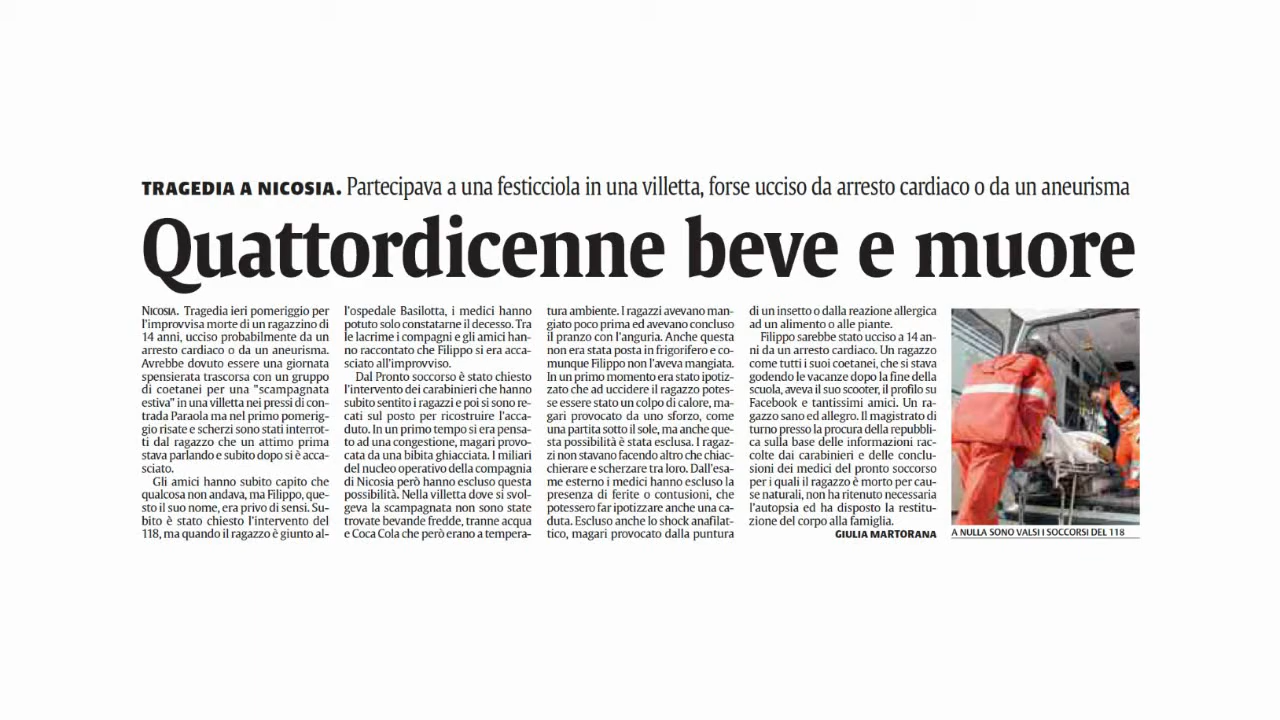 TRAGEDIA A NICOSIA. Partecipava a una festicciola in una villetta, forse ucciso da arresto cardiaco o da un aneurisma
Quattordicenne beve e muore
NICOSIA. Tragedia ieri pomeriggio per
l'improvvisa morte di un ragazzino di
14 anni, ucciso probabilmente da un
arresto cardiaco o da un aneurisma.
Avrebbe dovuto essere una giornata
spensierata trascorsa con un gruppo
di coetanei per una "scampagnata
estiva" in una villetta nei pressi di con-
trada Paraola ma nel primo pomerig-
gio risate e scherzi sono stati interrot-
ti dal ragazzo che un attimo prima
stava parlando e subito dopo si è acca-
sciato.
Gli amici hanno subito capito che
qualcosa non andava, ma Filippo, que-
sto il suo nome, era privo di sensi. Su-
bito è stato chiesto l'intervento del
118, ma quando il ragazzo è giunto al-
l'ospedale Basilotta, i medici hanno
potuto solo constatarne il decesso. Tra
le lacrime i compagni e gli amici han-
no raccontato che Filippo si era acca-
sciato all'improvviso.
Dal Pronto soccorso è stato chiesto
l'intervento dei carabinieri che hanno
subito sentito i ragazzi e poi si sono re-
cati sul posto per ricostruire l'acca-
duto. In un primo tempo si era pensa-
to ad una congestione, magari provo-
cata da una bibita ghiacciata. I miliari
del nucleo operativo della compagnia
di Nicosia però hanno escluso questa
possibilità. Nella villetta dove si svol-
geva la scampagnata non sono state
trovate bevande fredde, tranne acqua
e Coca Cola che però erano a tempera-
tura ambiente. I ragazzi avevano man-
giato poco prima ed avevano concluso
il pranzo con l'anguria. Anche questa
non era stata posta in frigorifero e co-
munque Filippo non l'aveva mangiata.
In un primo momento era stato ipotiz-
zato che ad uccidere il ragazzo potes-
se essere stato un colpo di calore, ma-
gari provocato da uno sforzo, come
una partita sotto il sole, ma anche que-
sta possibilità è stata esclusa. I ragaz-
zi non stavano facendo altro che chiac-
chierare e scherzare tra loro. Dall'esa-
me esterno i medici hanno escluso la
presenza di ferite o contusioni, che
potessero far ipotizzare anche una ca-
duta. Escluso anche lo shock anafilat-
tico, magari provocato dalla puntura
di un insetto o dalla reazione allergica
ad un alimento o alle piante.
Filippo sarebbe stato ucciso a 14 an-
ni da un arresto cardiaco. Un ragazzo
come tutti i suoi coetanei, che si stava
godendo le vacanze dopo la fine della
scuola, aveva il suo scooter, il profilo su
Facebook e tantissimi amici. Un ra-
gazzo sano ed allegro. Il magistrato di
turno presso la procura della repubbli-
ca sulla base delle informazioni rac-
colte dai carabinieri e delle conclu-
sioni dei medici del pronto soccorso
per i quali il ragazzo è morto per cau-
se naturali, non ha ritenuto necessaria
l'autopsia ed ha disposto la restitu-
zione del corpo alla famiglia.
GIULIA MARTORANA
A NULLA SONO VALSI I SOCCORSI DEL 118